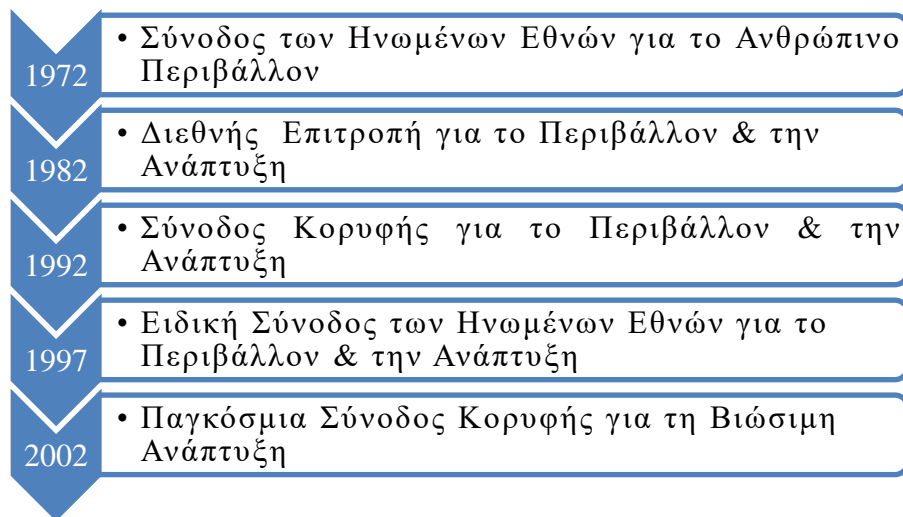 1972
• Σύνοδος των Ηνωμένων Εθνών για το Ανθρώπινο
Περιβάλλον
1982
• Διεθνής Επιτροπή για το Περιβάλλον & την
Ανάπτυξη
1992
• Σύνοδος Κορυφής για το Περιβάλλον & την
Ανάπτυξη
1997
• Ειδική Σύνοδος των Ηνωμένων Εθνών για το
Περιβάλλον & την Ανάπτυξη
2002
• Παγκόσμια Σύνοδος Κορυφής για τη Βιώσιμη
Ανάπτυξη